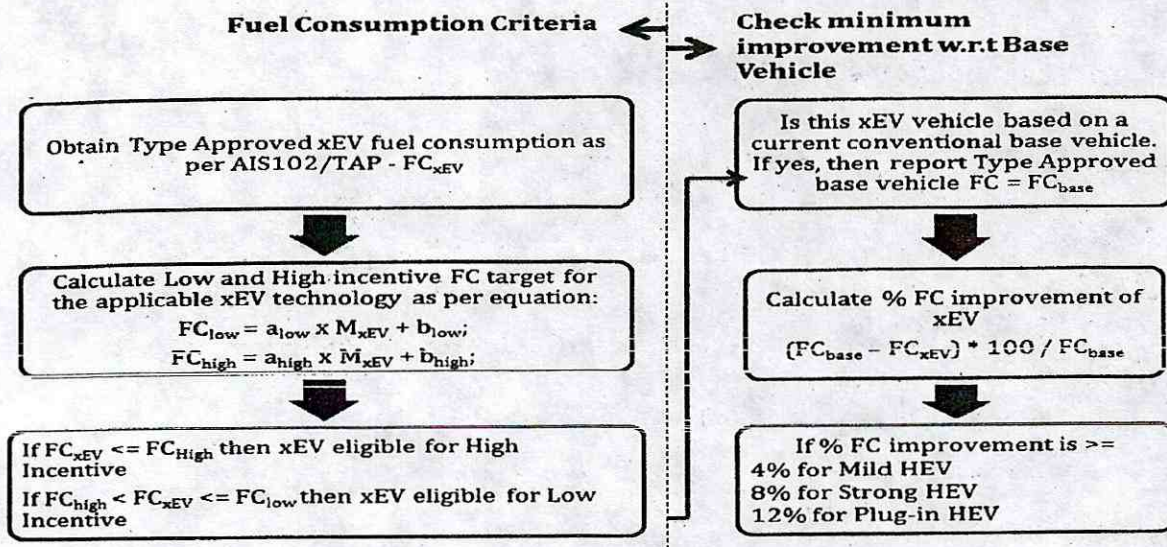 Fuel Consumption Criteria
Obtain Type Approved xEV fuel consumption as
per AIS102/TAP - FCxEV
Calculate Low and High incentive FC target for
the applicable xEV technology as per equation:
FClow = alow x MxEV + blow;
FChigh = ahigh x MxEV + bhigh;
If FCxEV <= FCHigh then xEV eligible for High
Incentive
If FChigh < FCxEV <= FClow then xEV eligible for Low
Incentive
Check minimum
improvement w.r.t Base
Vehicle
Is this xEV vehicle based on a
current conventional base vehicle.
If yes, then report Type Approved
base vehicle FC = FCbase
Calculate % FC improvement of
xEV
(FCbase – FCxEV) * 100 / FCbase
If % FC improvement is >=
4% for Mild HEV
8% for Strong HEV
12% for Plug-in HEV